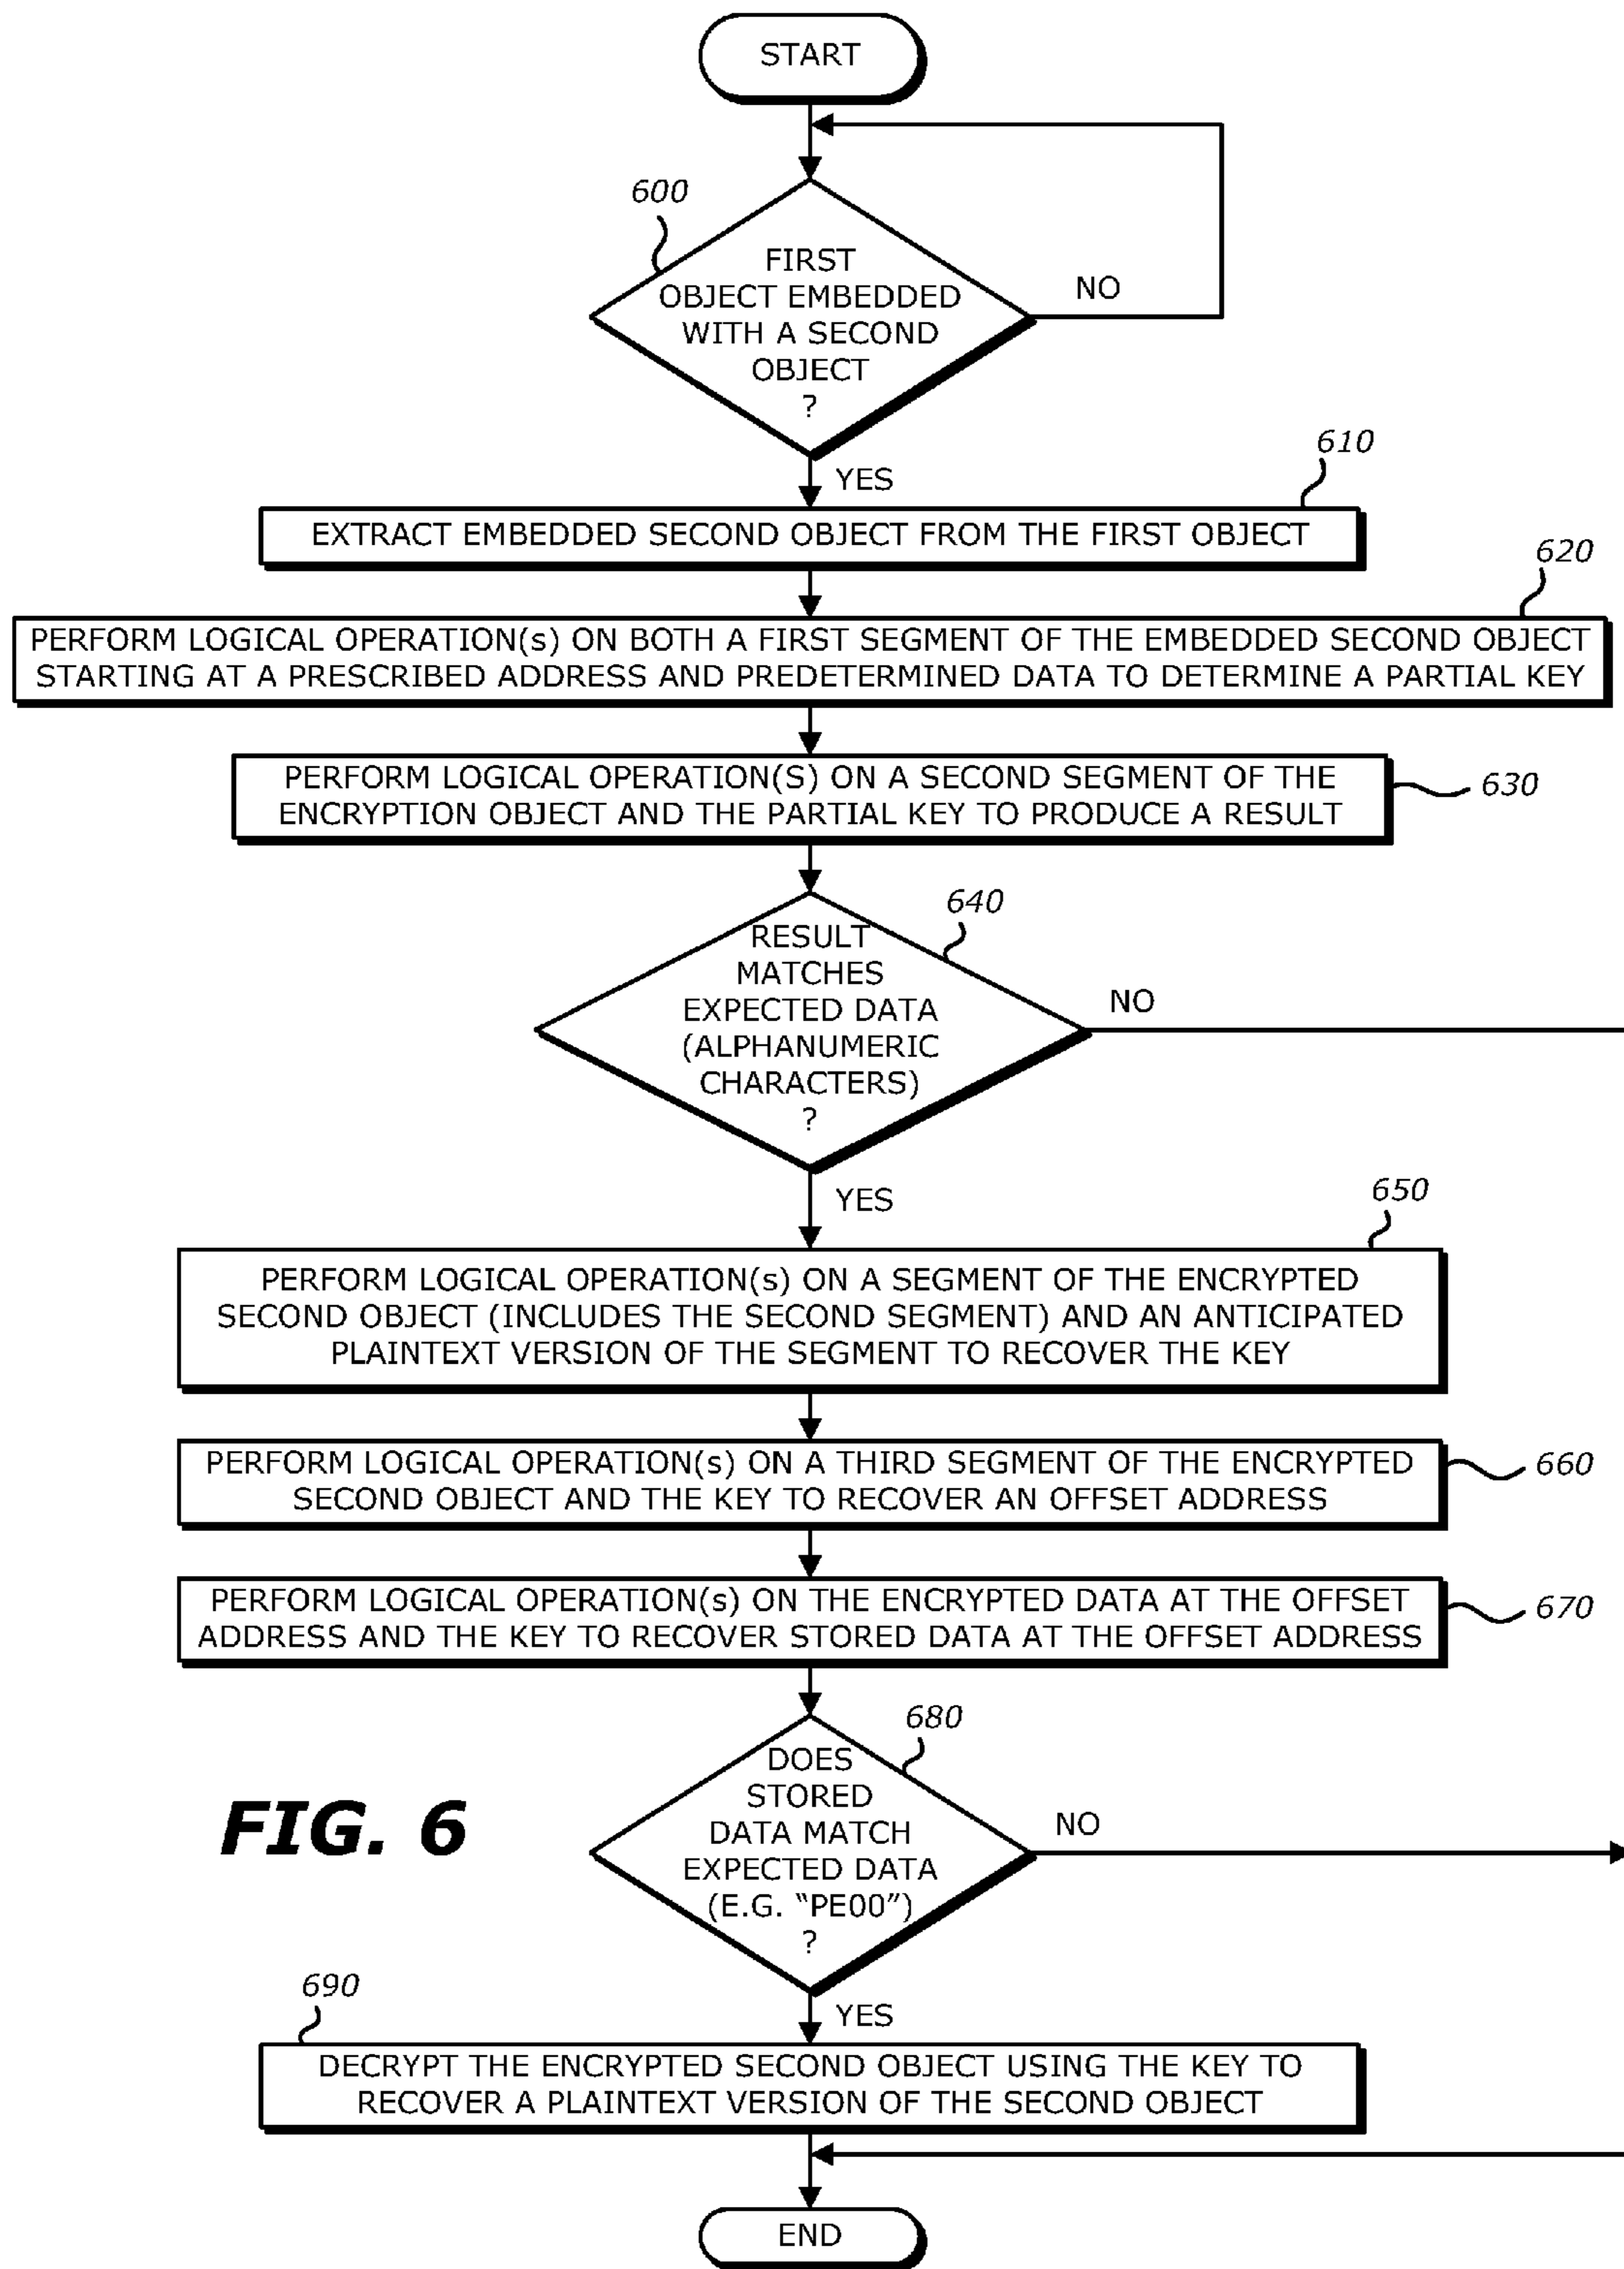 START
600
FIRST
OBJECT EMBEDDED
WITH A SECOND
OBJECT
?
NO
YES
610
EXTRACT EMBEDDED SECOND OBJECT FROM THE FIRST OBJECT
620
PERFORM LOGICAL OPERATION(s) ON BOTH A FIRST SEGMENT OF THE EMBEDDED SECOND OBJECT
STARTING AT A PRESCRIBED ADDRESS AND PREDETERMINED DATA TO DETERMINE A PARTIAL KEY
PERFORM LOGICAL OPERATION(S) ON A SECOND SEGMENT OF THE
ENCRYPTION OBJECT AND THE PARTIAL KEY TO PRODUCE A RESULT
630
640
RESULT
MATCHES
EXPECTED DATA
(ALPHANUMERIC
CHARACTERS)
?
NO
YES
650
PERFORM LOGICAL OPERATION(s) ON A SEGMENT OF THE ENCRYPTED
SECOND OBJECT (INCLUDES THE SECOND SEGMENT) AND AN ANTICIPATED
PLAINTEXT VERSION OF THE SEGMENT TO RECOVER THE KEY
PERFORM LOGICAL OPERATION(s) ON A THIRD SEGMENT OF THE ENCRYPTED
SECOND OBJECT AND THE KEY TO RECOVER AN OFFSET ADDRESS
660
PERFORM LOGICAL OPERATION(s) ON THE ENCRYPTED DATA AT THE OFFSET
ADDRESS AND THE KEY TO RECOVER STORED DATA AT THE OFFSET ADDRESS
670
680
DOES
STORED
DATA MATCH
EXPECTED DATA
(E.G. “PE00”)
?
NO
FIG. 6
YES
690
DECRYPT THE ENCRYPTED SECOND OBJECT USING THE KEY TO
RECOVER A PLAINTEXT VERSION OF THE SECOND OBJECT
END